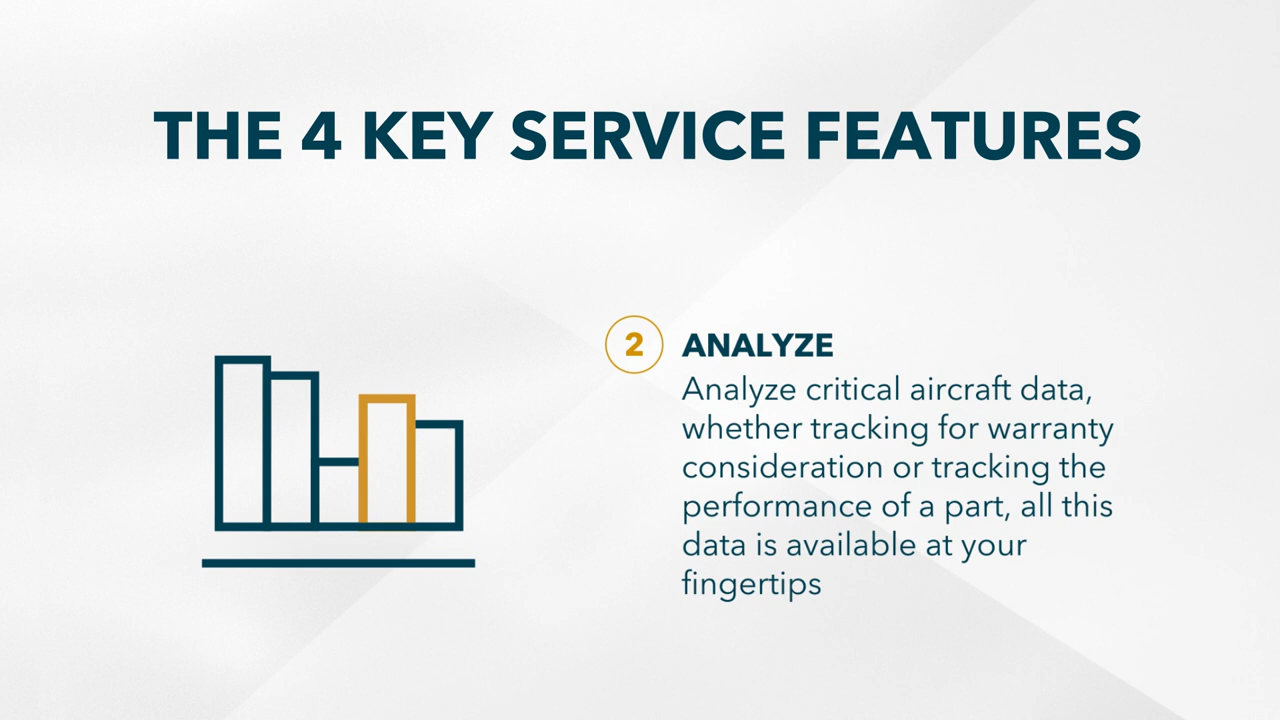 THE 4 KEY SERVICE FEATURES
2 ANALYZE
Analyze critical aircraft data,
whether tracking for warranty
consideration or tracking the
performance of a part, all this
data is available at your
fingertips